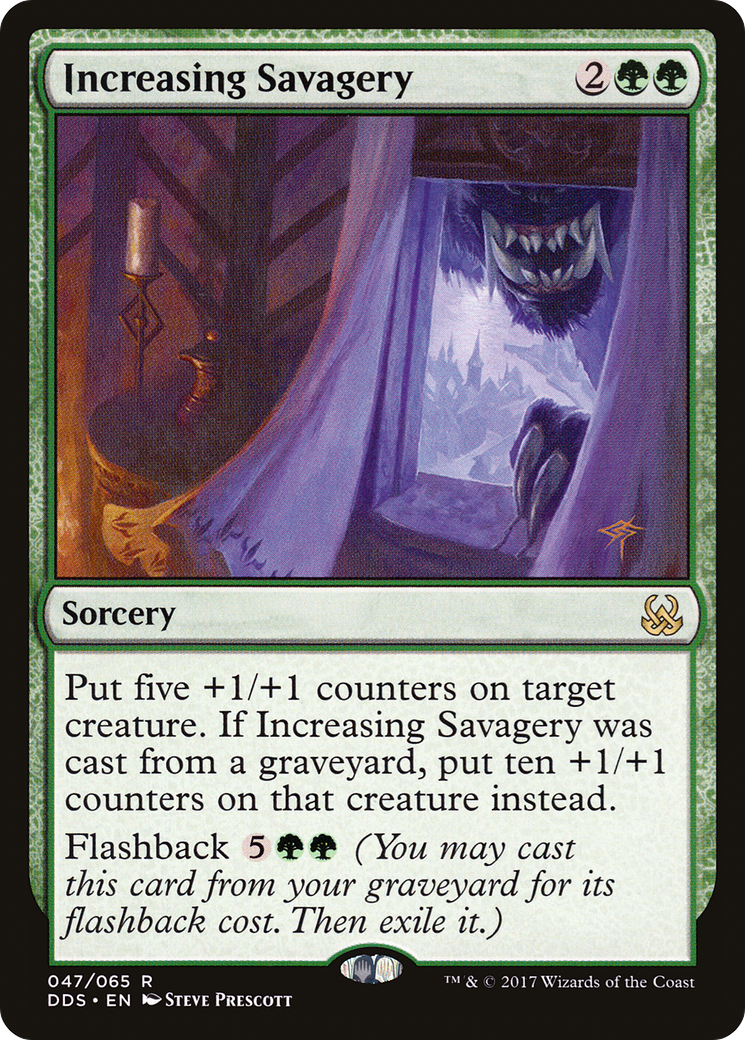 Increasing Savagery 2
Sorcery
Put five +1/+1 counters on target
creature. If Increasing Savagery was
cast from a graveyard, put ten +1/+1
counters on that creature instead.
Flashback 5 (You may cast
this card from your graveyard for its
flashback cost. Then exile it.)
047/065 R
™ & © 2017 Wizards of the Coast
DDS • EN Steve Prescott